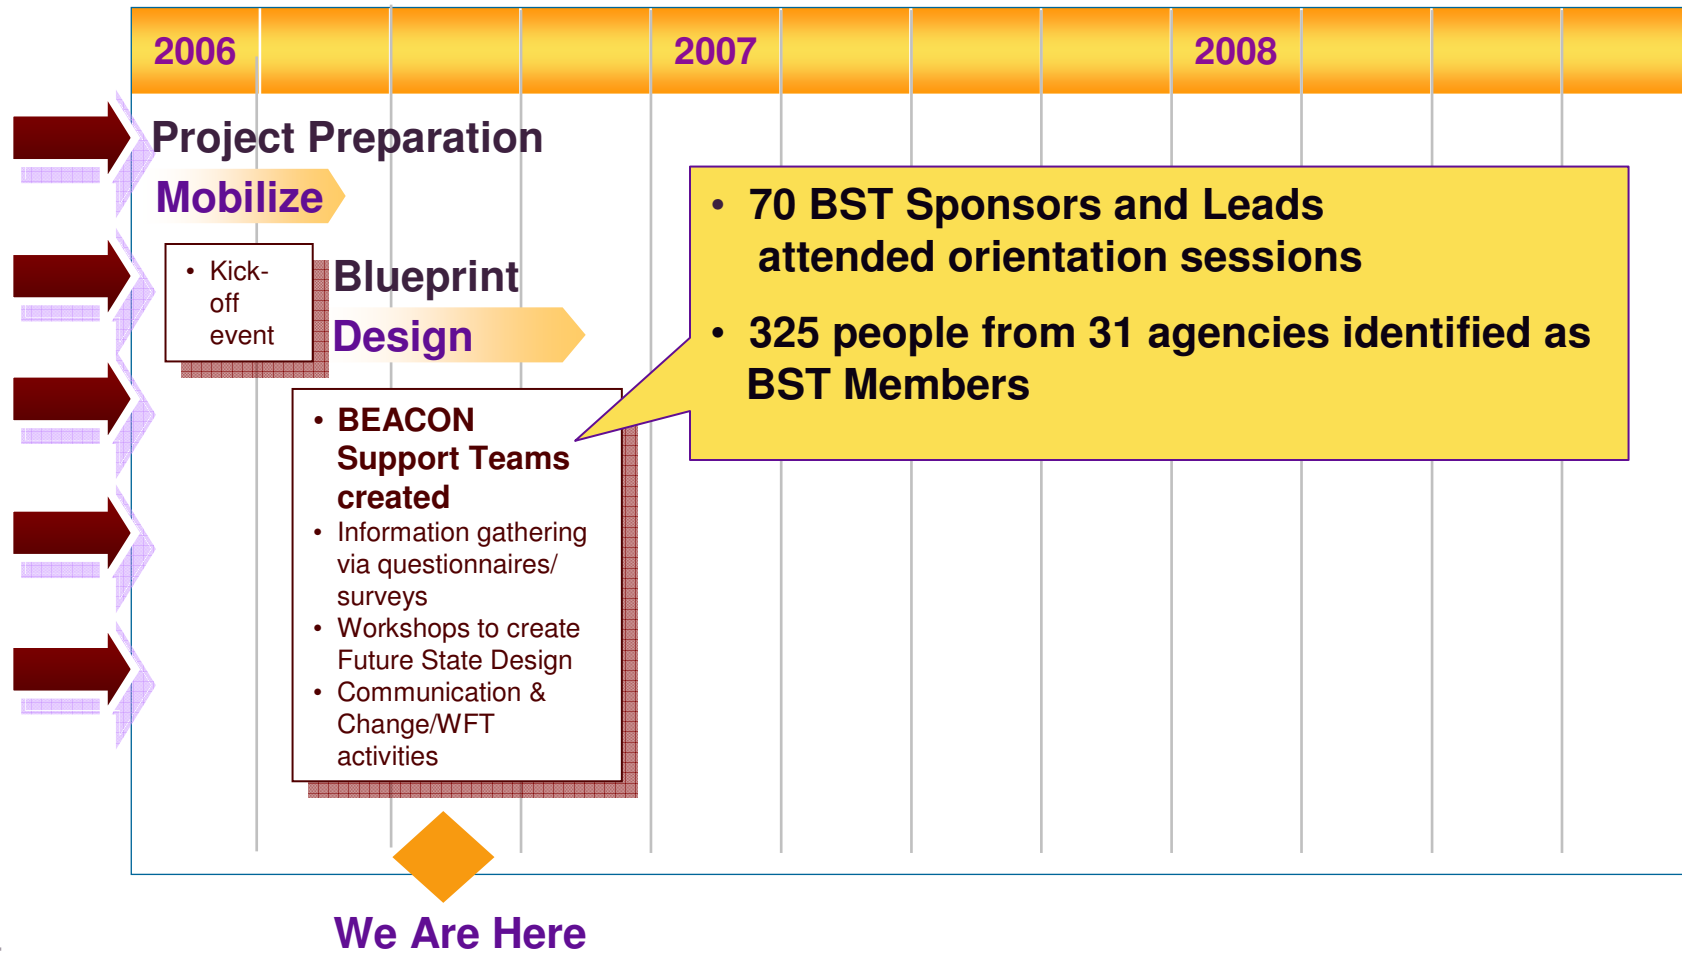 2006
2007
2008
Project Preparation
Mobilize
• Kick-
off
event
Blueprint
Design
• 70 BST Sponsors and Leads
attended orientation sessions
• 325 people from 31 agencies identified as
BST Members
• BEACON
Support Teams
created
• Information gathering
via questionnaires/
surveys
• Workshops to create
Future State Design
• Communication &
Change/WFT
activities
We Are Here